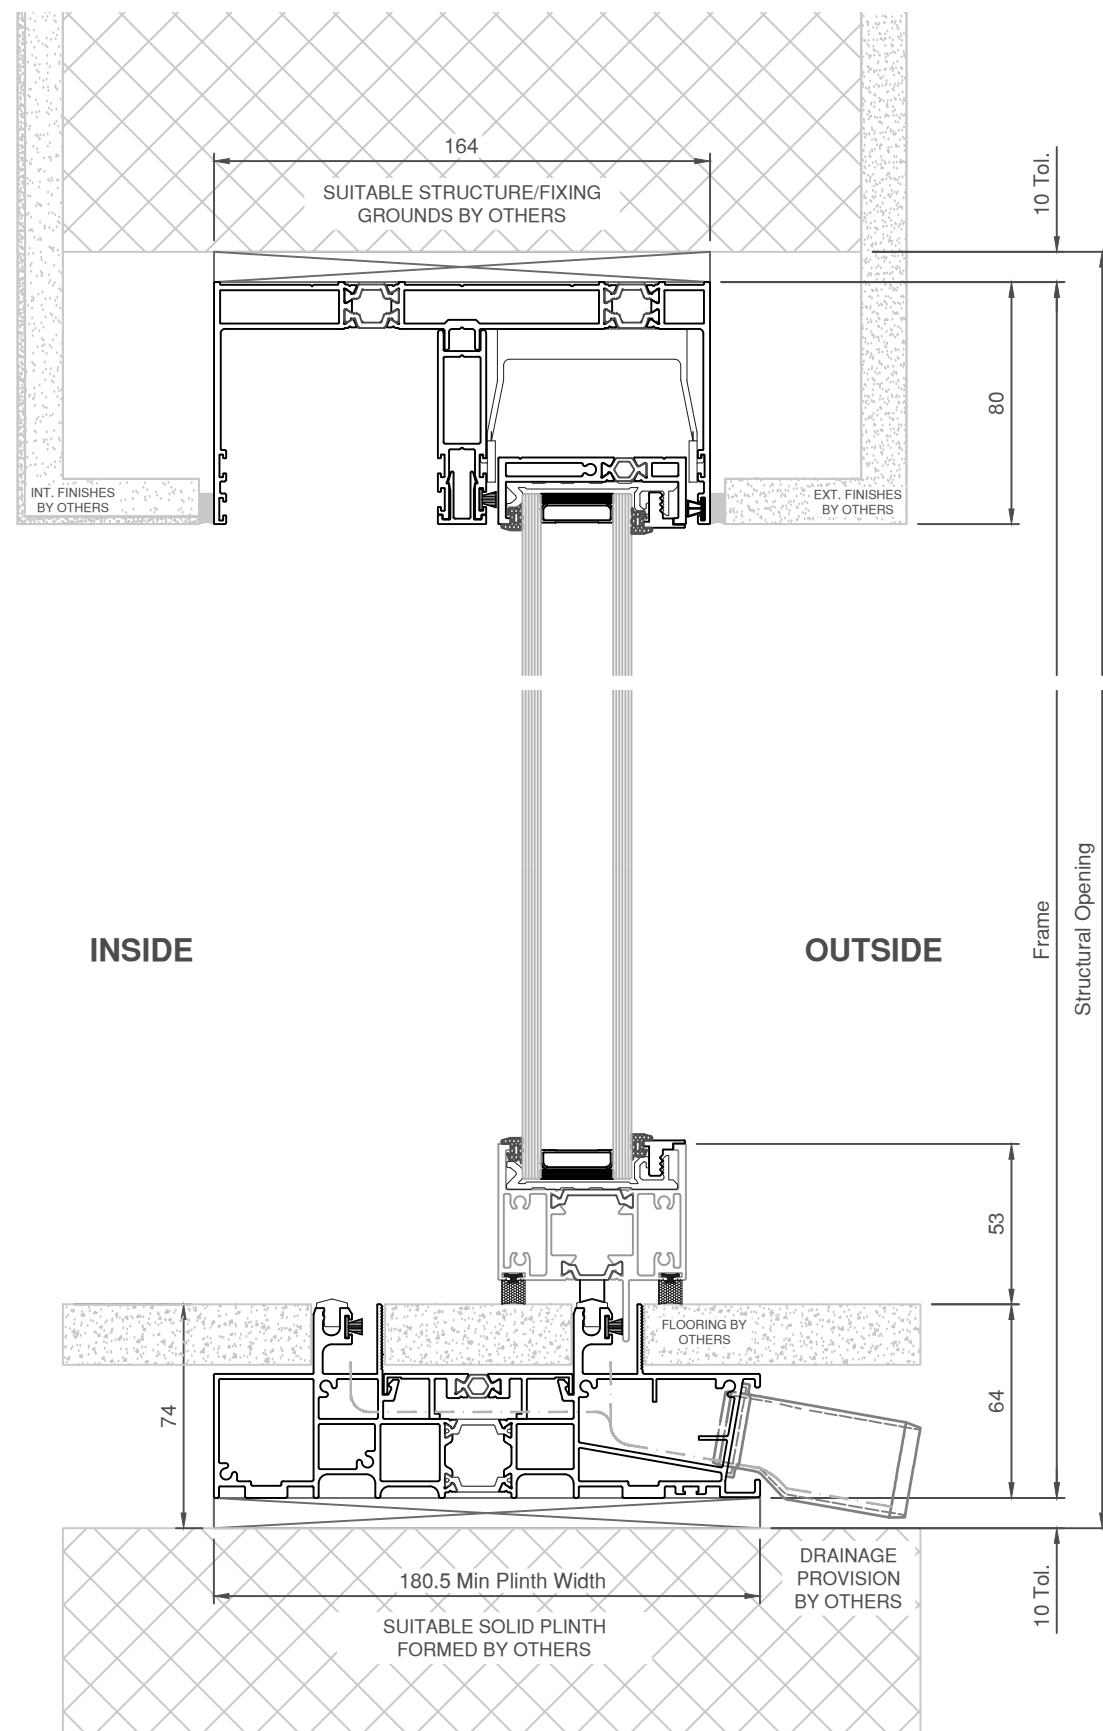 164
10 Tol.
SUITABLE STRUCTURE/FIXING
GROUNDS BY OTHERS
80
INT. FINISHES
BY OTHERS
EXT. FINISHES
BY OTHERS
INSIDE
OUTSIDE
Frame
Structural Opening
53
FLOORING BY
OTHERS
74
64
180.5 Min Plinth Width
DRAINAGE
PROVISION
BY OTHERS
10 Tol.
SUITABLE SOLID PLINTH
FORMED BY OTHERS